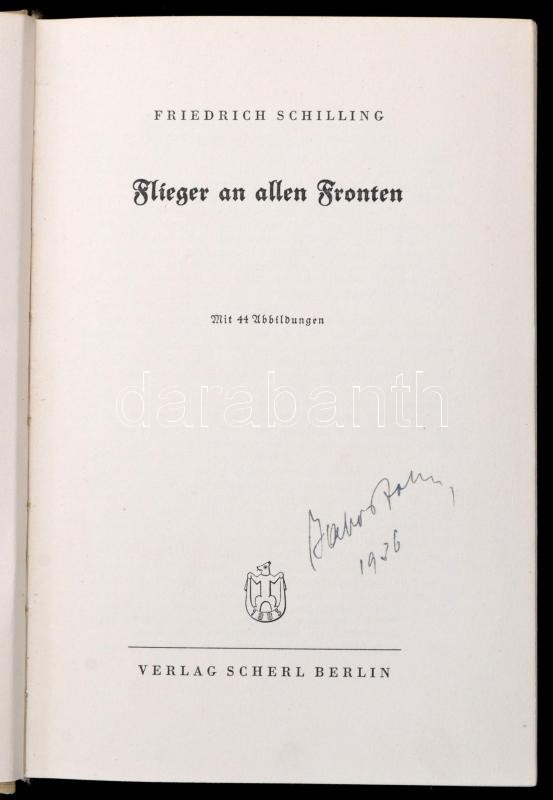 FRIEDRICH SCHILLING
Flieger an allen Fronten
Mit 44 Abbildungen
darabanth
1936
VERLAG SCHERL BERLIN